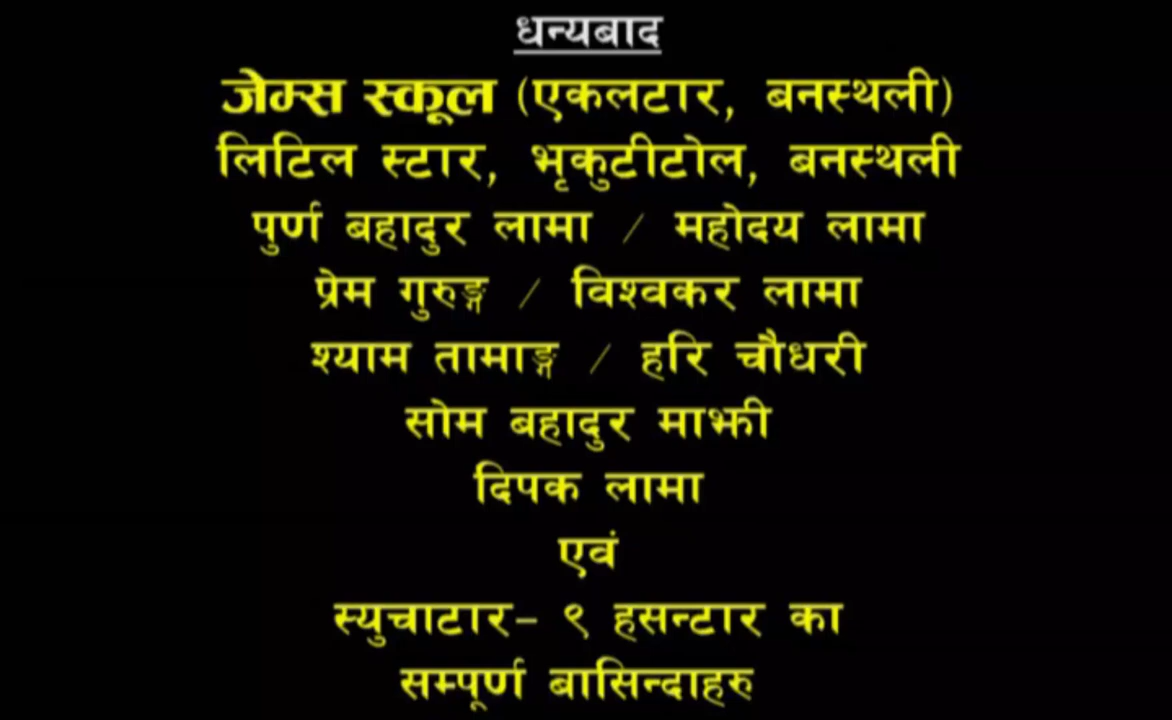 धन्यबाद
जेम्स स्कूल (एकलटार, बनस्थली)
लिटिल स्टार, भृकुटीटोल, बनस्थली
पुर्ण बहादुर लामा / महोदय लामा
प्रेम गुरुङ्ग / विश्वकर लामा
श्याम तामाङ्ग / हरि चौधरी
सोम बहादुर माझी
दिपक लामा
एवं
स्युचाटार- ९ हसन्टार का
सम्पूर्ण बासिन्दाहरु